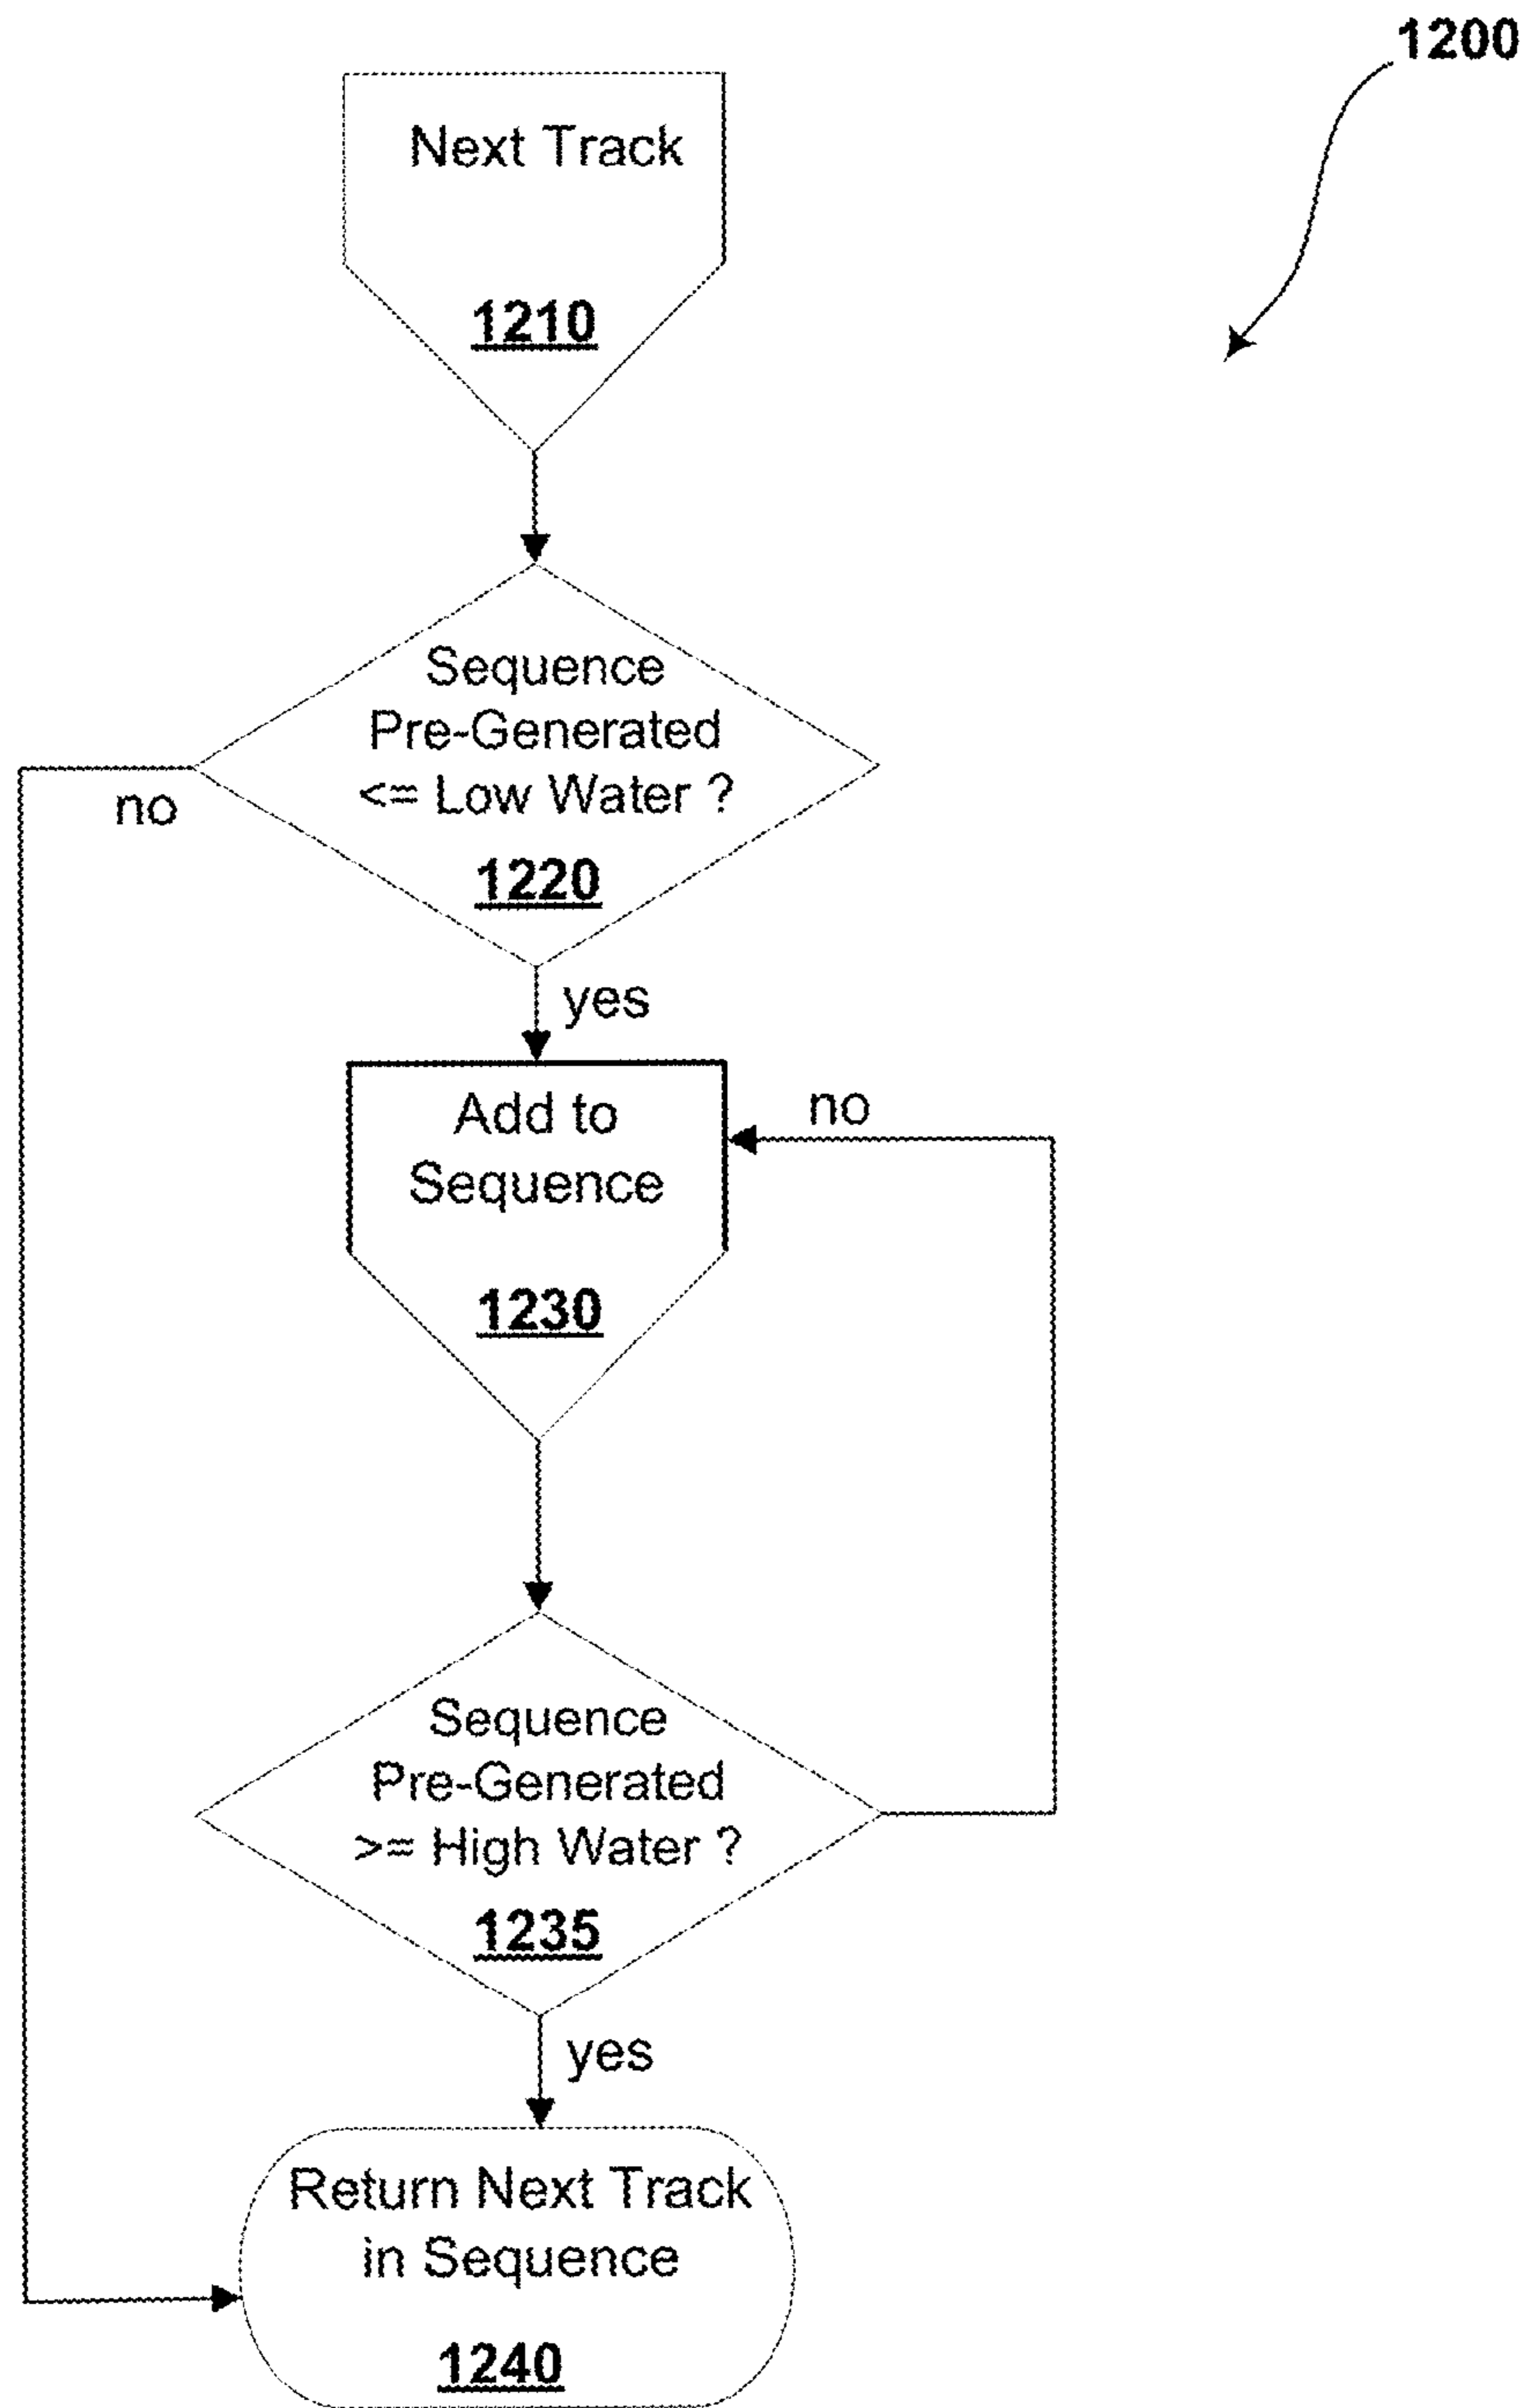 1200
Next Track
1210
Sequence
Pre-Generated
<= Low Water ?
1220
no
yes
Add to
Sequence
1230
no
Sequence
Pre-Generated
>= High Water ?
1235
yes
Return Next Track
in Sequence
1240